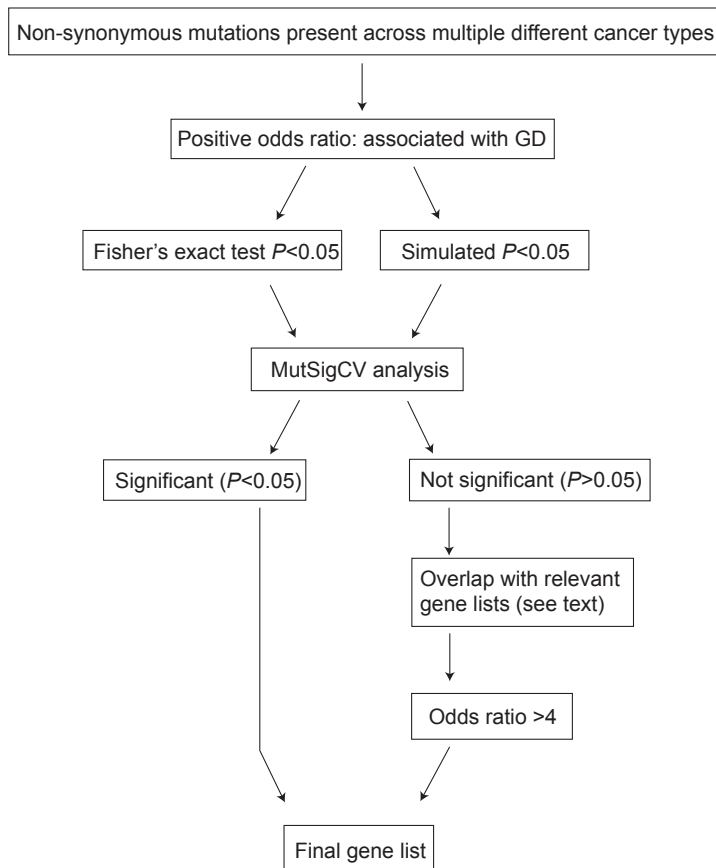 Non-synonymous mutations present across multiple different cancer types
Positive odds ratio: associated with GD
Fisher’s exact test P<0.05
Simulated P<0.05
MutSigCV analysis
Significant (P<0.05)
Not significant (P>0.05)
Overlap with relevant
gene lists (see text)
Odds ratio >4
Final gene list